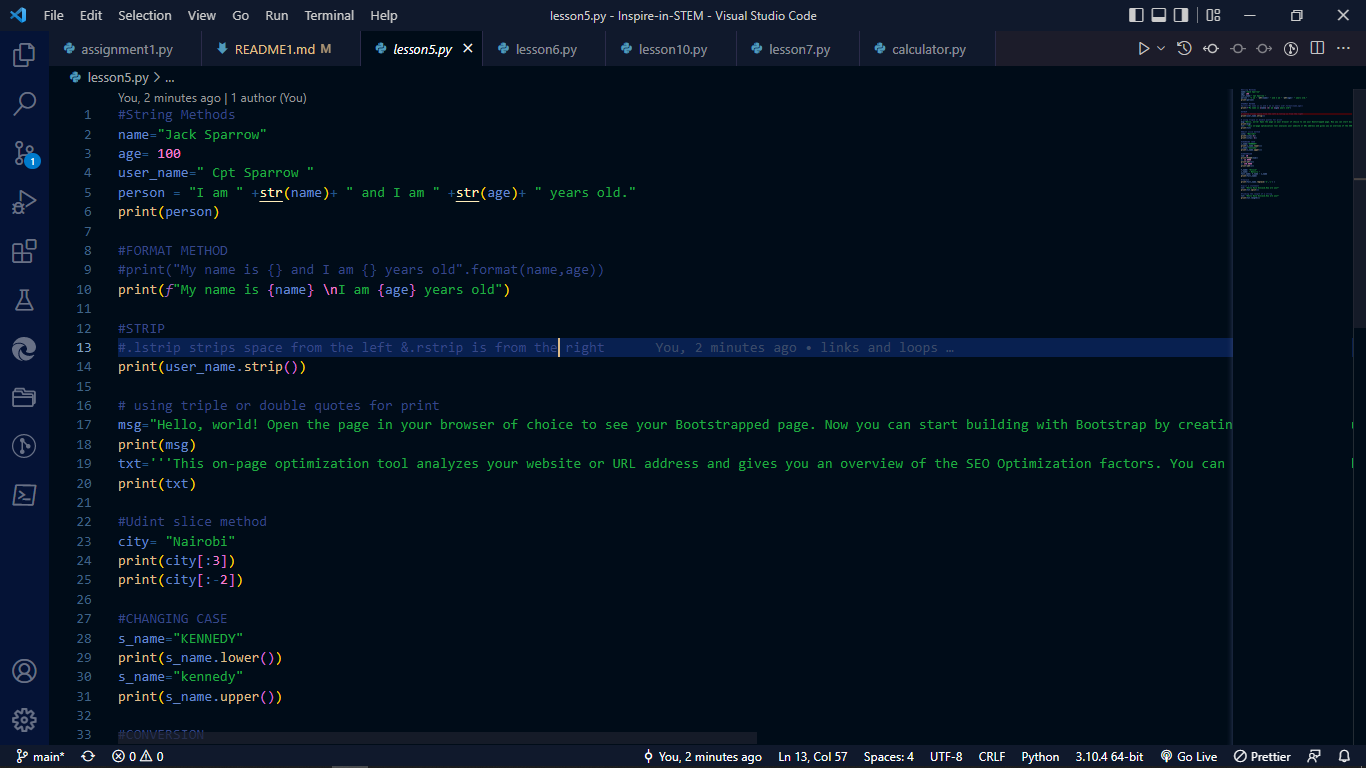 File Edit Selection View Go Run Terminal Help lesson5.py - Inspire-in-STEM - Visual Studio Code
assignment1.py README1.md M lesson5.py lesson6.py lesson10.py lesson7.py calculator.py
lesson5.py > ...
You, 2 minutes ago | 1 author (You)
1 #String Methods
2 name="Jack Sparrow"
3 age= 100
4 user_name=" Cpt Sparrow "
5 person = "I am " +str(name)+ " and I am " +str(age)+ " years old."
6 print(person)
7
8 #FORMAT METHOD
9 #print("My name is {} and I am {} years old".format(name,age))
10 print(f"My name is {name} \nI am {age} years old")
11
12 #STRIP
13 #.lstrip strips space from the left &.rstrip is from the right You, 2 minutes ago • links and loops …
14 print(user_name.strip())
15
16 # using triple or double quotes for print
17 msg="Hello, world! Open the page in your browser of choice to see your Bootstrapped page. Now you can start building with Bootstrap by creatin
18 print(msg)
19 txt='''This on-page optimization tool analyzes your website or URL address and gives you an overview of the SEO Optimization factors. You can
20 print(txt)
21
22 #Udint slice method
23 city= "Nairobi"
24 print(city[:3])
25 print(city[:-2])
26
27 #CHANGING CASE
28 s_name="KENNEDY"
29 print(s_name.lower())
30 s_name="kennedy"
31 print(s_name.upper())
32
33 #CONVERSION
1
main* 0 0 You, 2 minutes ago Ln 13, Col 57 Spaces: 4 UTF-8 CRLF Python 3.10.4 64-bit Go Live Prettier